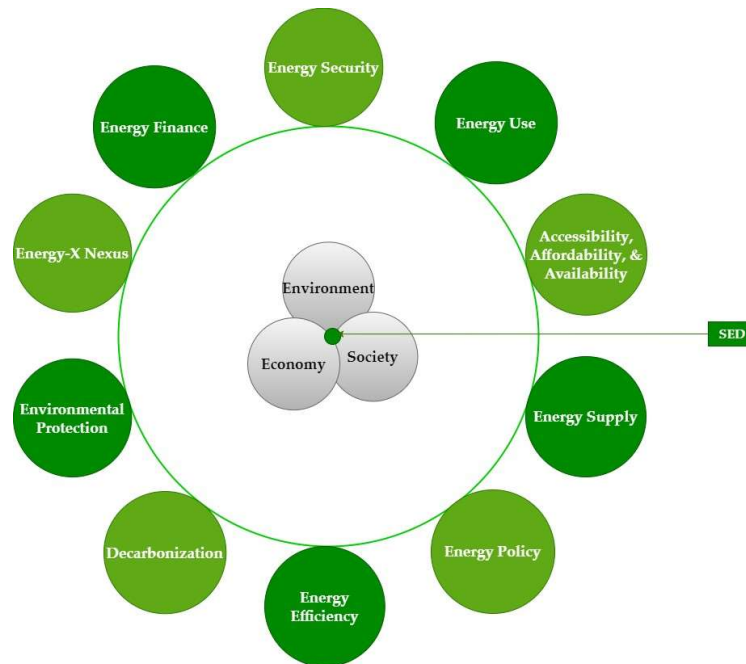 Energy Security
Energy Finance
Energy Use
Energy-X Nexus
Accessibility,
Affordability, &
Availability
Environment
Economy
Society
SED
Environmental
Protection
Energy Supply
Decarbonization
Energy Policy
Energy
Efficiency